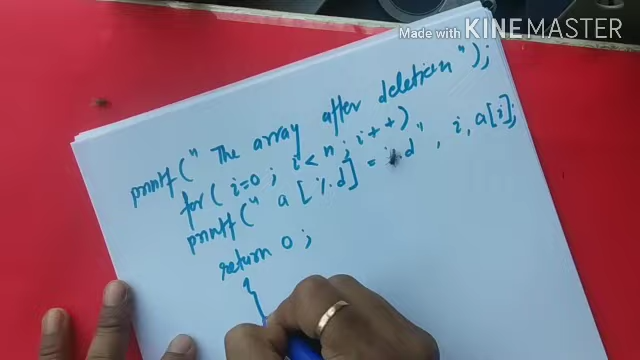 Made with KINEMASTER
printf(" The array after deletion");
for( i=0 ; i< n ; i++)
printf(" a [%d] = %d" , i, a[i];
return 0 ;
}